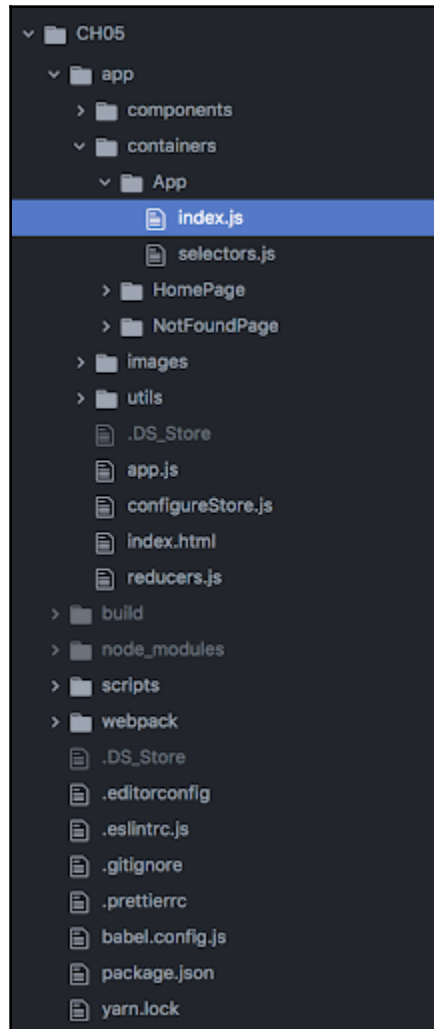 CH05
app
components
containers
App
index.js
selectors.js
HomePage
NotFoundPage
images
utils
.DS_Store
app.js
configureStore.js
index.html
reducers.js
build
node_modules
scripts
webpack
.DS_Store
.editorconfig
.eslintrc.js
.gitignore
.prettierrc
babel.config.js
package.json
yarn.lock